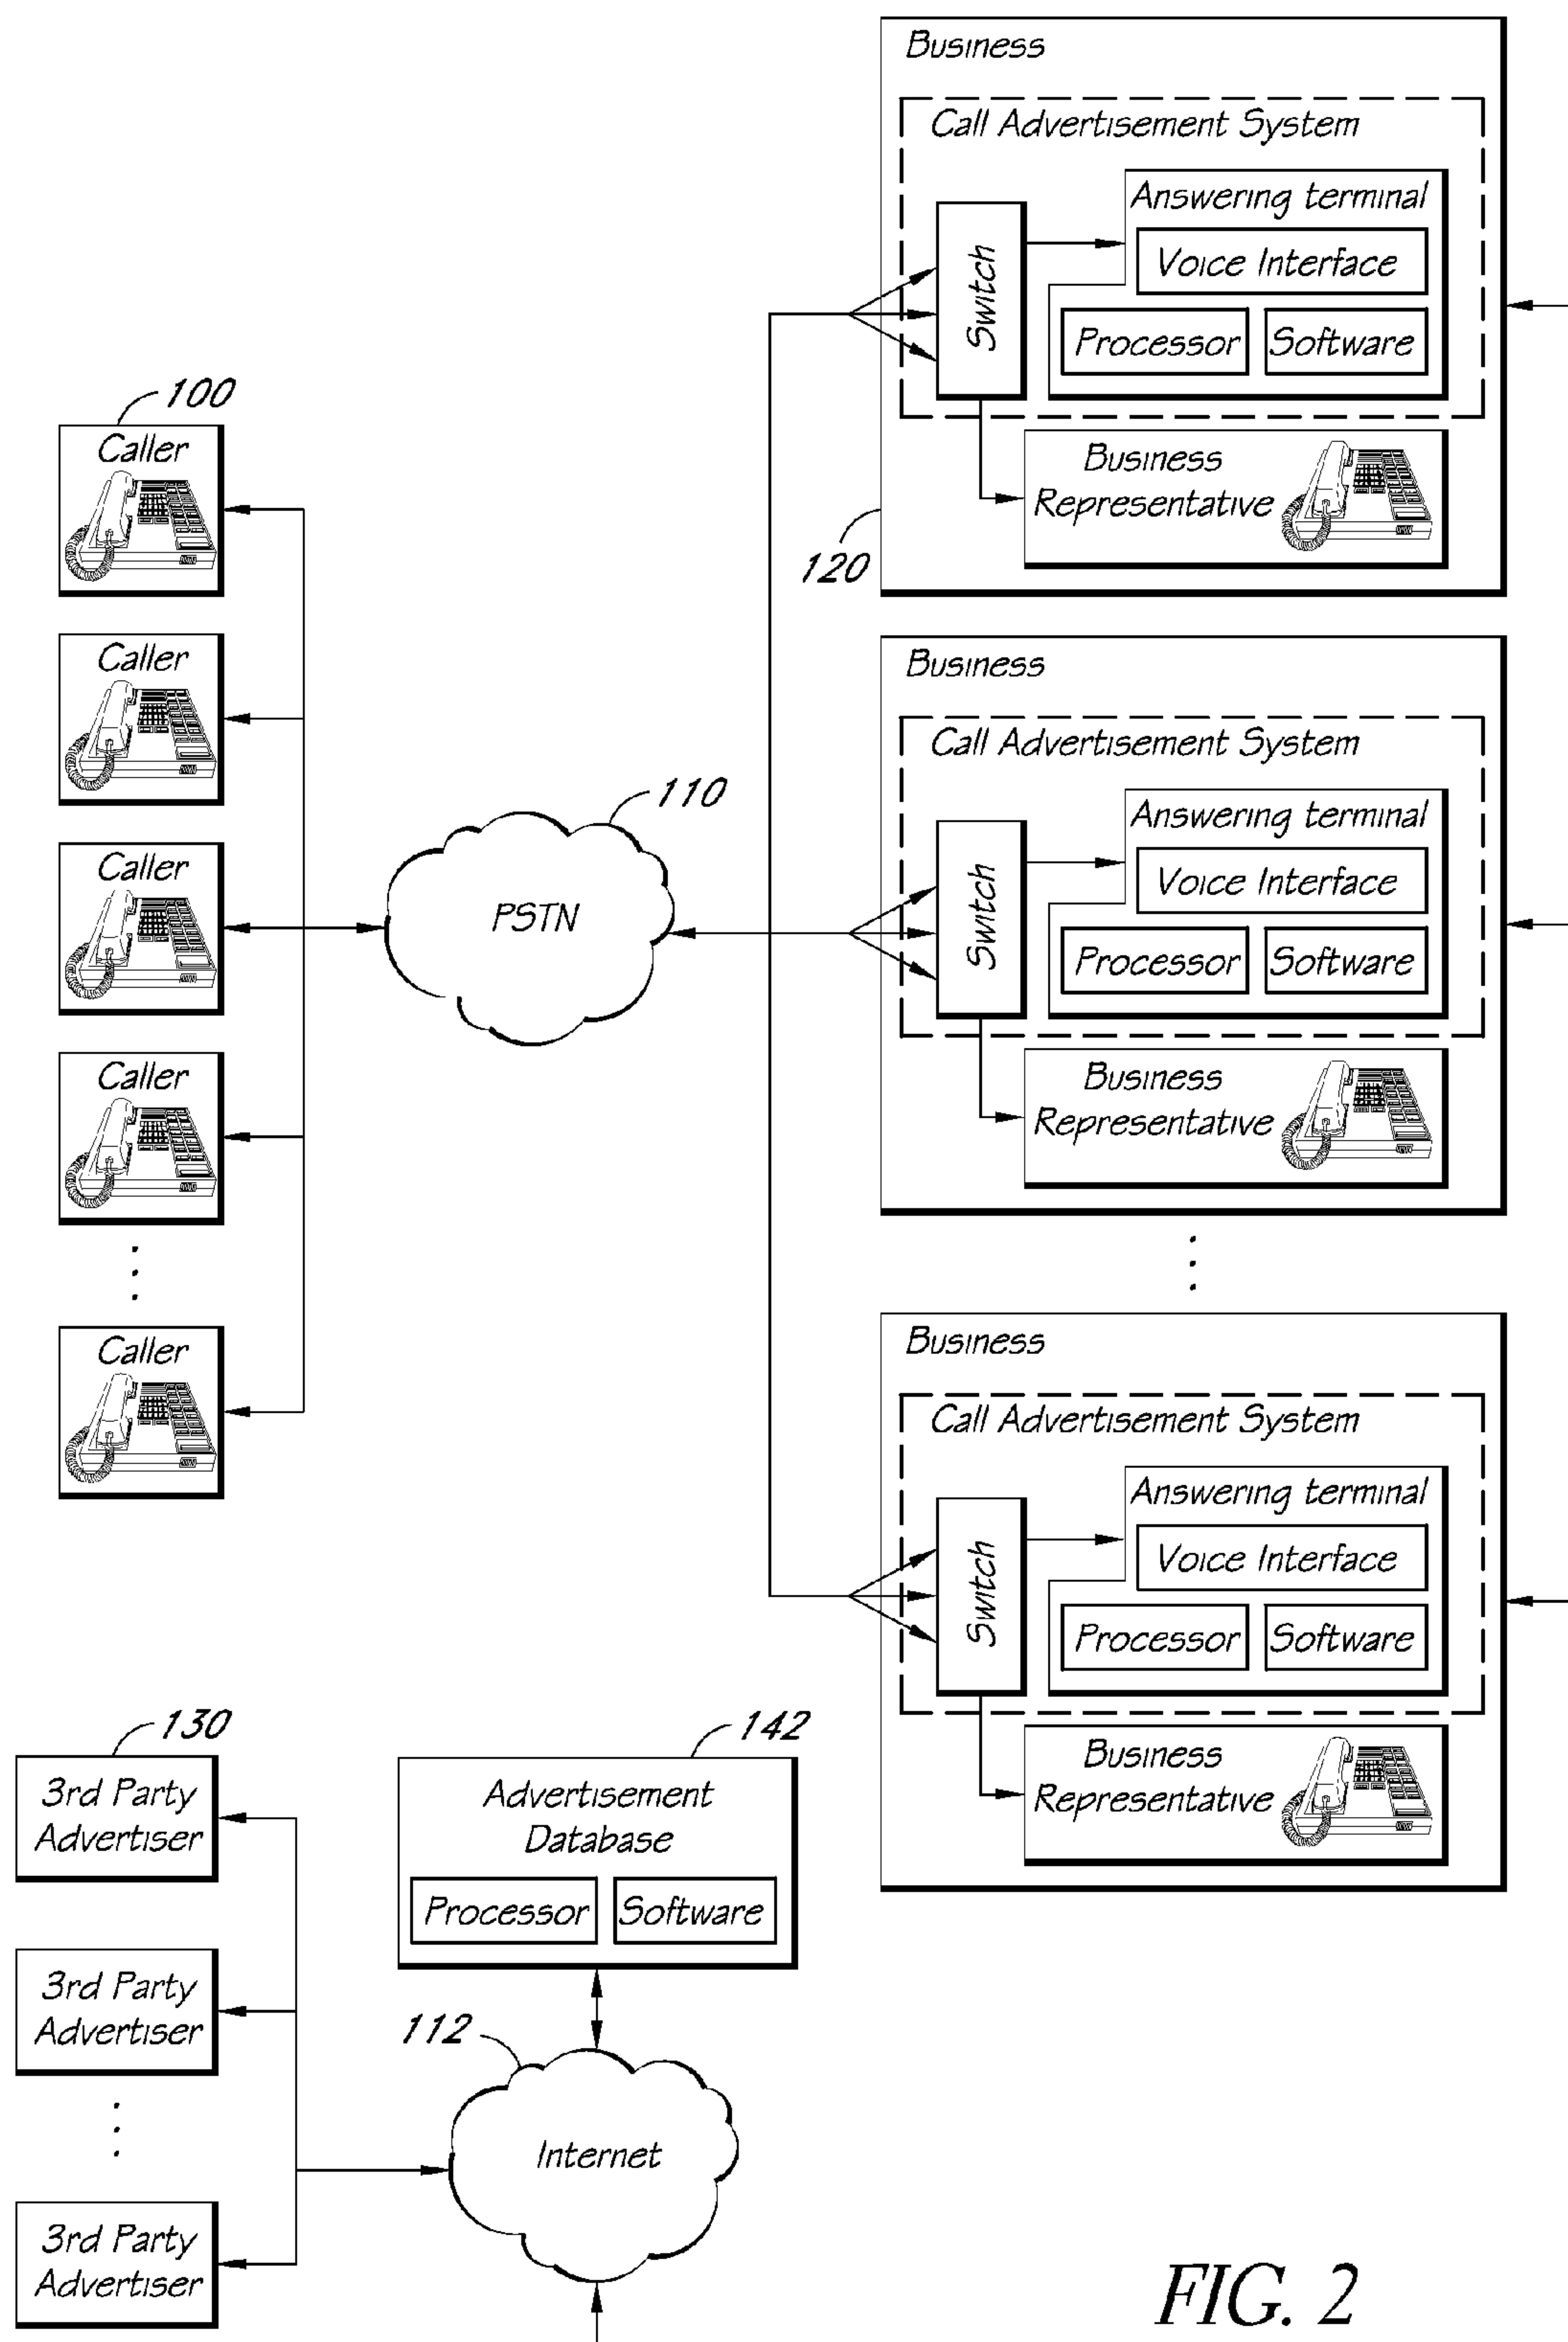 100
Caller
Caller
Caller
Caller
Caller
110
PSTN
Business
Call Advertisement System
Switch
Answering terminal
Voice Interface
Processor
Software
Business
Representative
120
Business
Call Advertisement System
Switch
Answering terminal
Voice Interface
Processor
Software
Business
Representative
Business
Call Advertisement System
Switch
Answering terminal
Voice Interface
Processor
Software
Business
Representative
130
3rd Party
Advertiser
3rd Party
Advertiser
3rd Party
Advertiser
142
Advertisement
Database
Processor
Software
112
Internet
FIG. 2